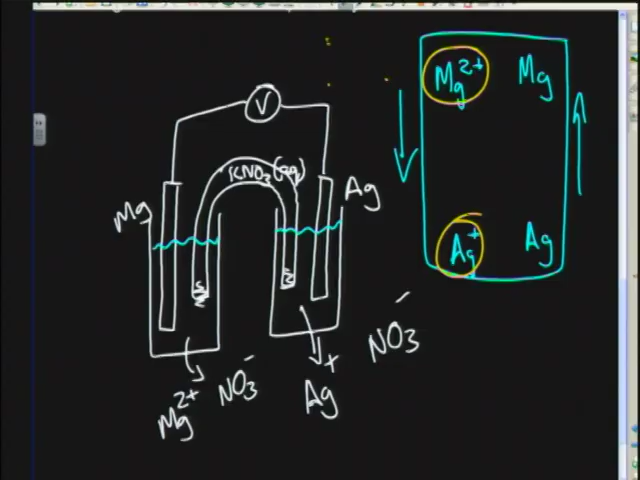 V
KNO₃(aq)
Mg
Ag
Mg²⁺
NO₃⁻
Ag⁺
NO₃⁻
Mg²⁺ Mg
Ag⁺ Ag